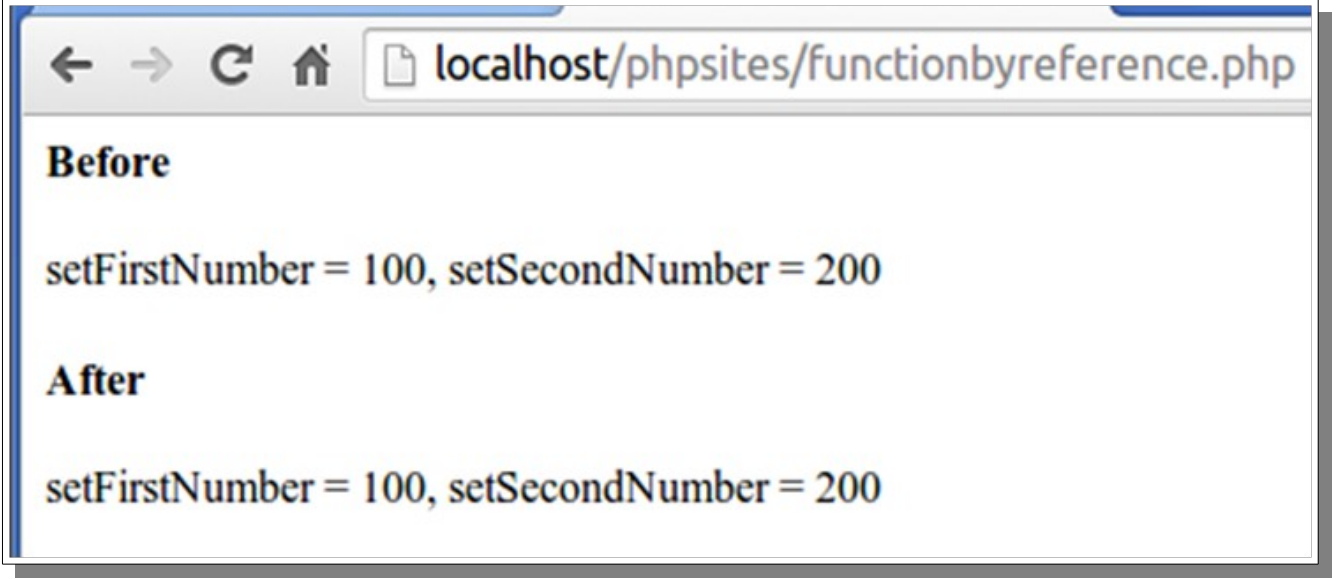 localhost/phpsites/functionbyreference.php
Before
setFirstNumber = 100, setSecondNumber = 200
After
setFirstNumber = 100, setSecondNumber = 200